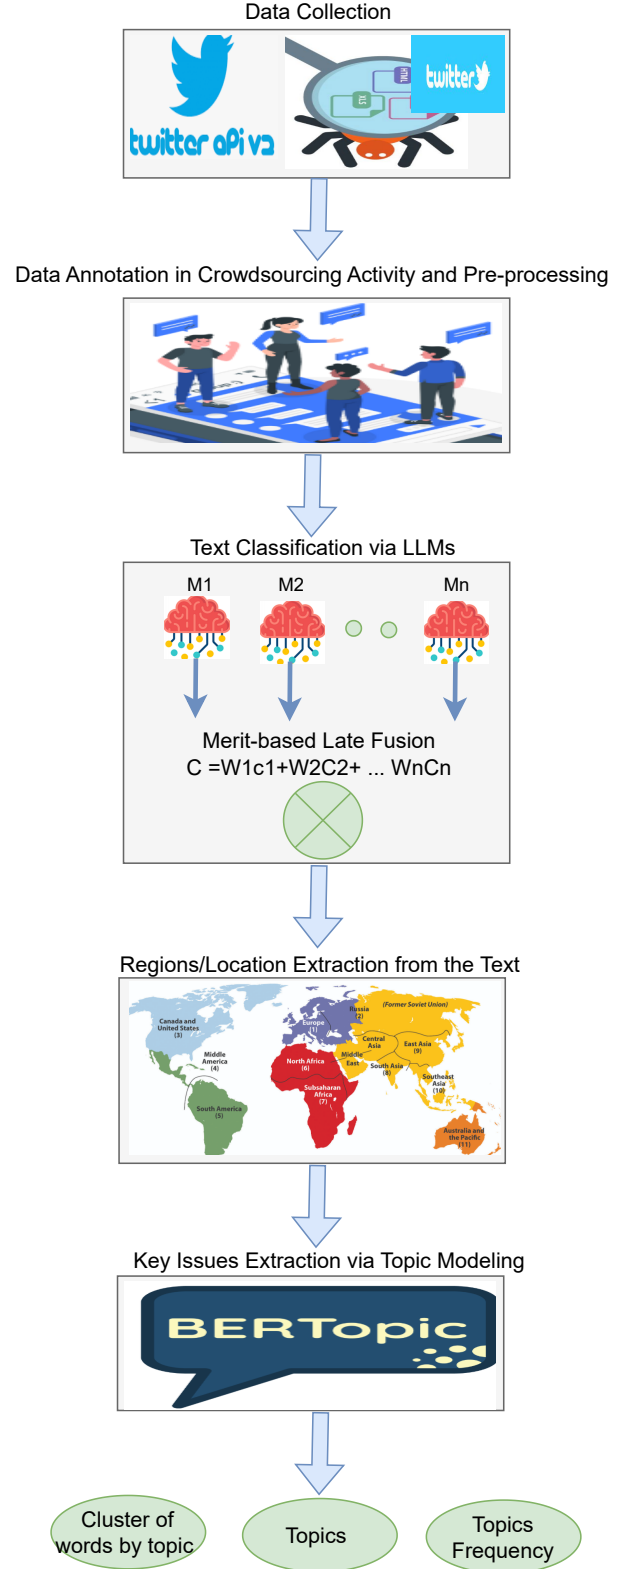 Data Collection
twitter aPi v2
HTML
XLS
twitter
Data Annotation in Crowdsourcing Activity and Pre-processing
Text Classification via LLMs
M1
M2
Mn
Merit-based Late Fusion
C =W1c1+W2C2+ ... WnCn
Regions/Location Extraction from the Text
Canada and
United States
(3)
Europe
(1)
Russia
(2)
(Former Soviet Union)
Middle
America
(4)
North Africa
(6)
Middle
East
Central
Asia
East Asia
(9)
South Asia
(8)
Southeast
Asia
(10)
Subsaharan
Africa
(7)
South America
(5)
Australia and
the Pacific
(11)
Key Issues Extraction via Topic Modeling
BERTopic
Cluster of
words by topic
Topics
Topics
Frequency